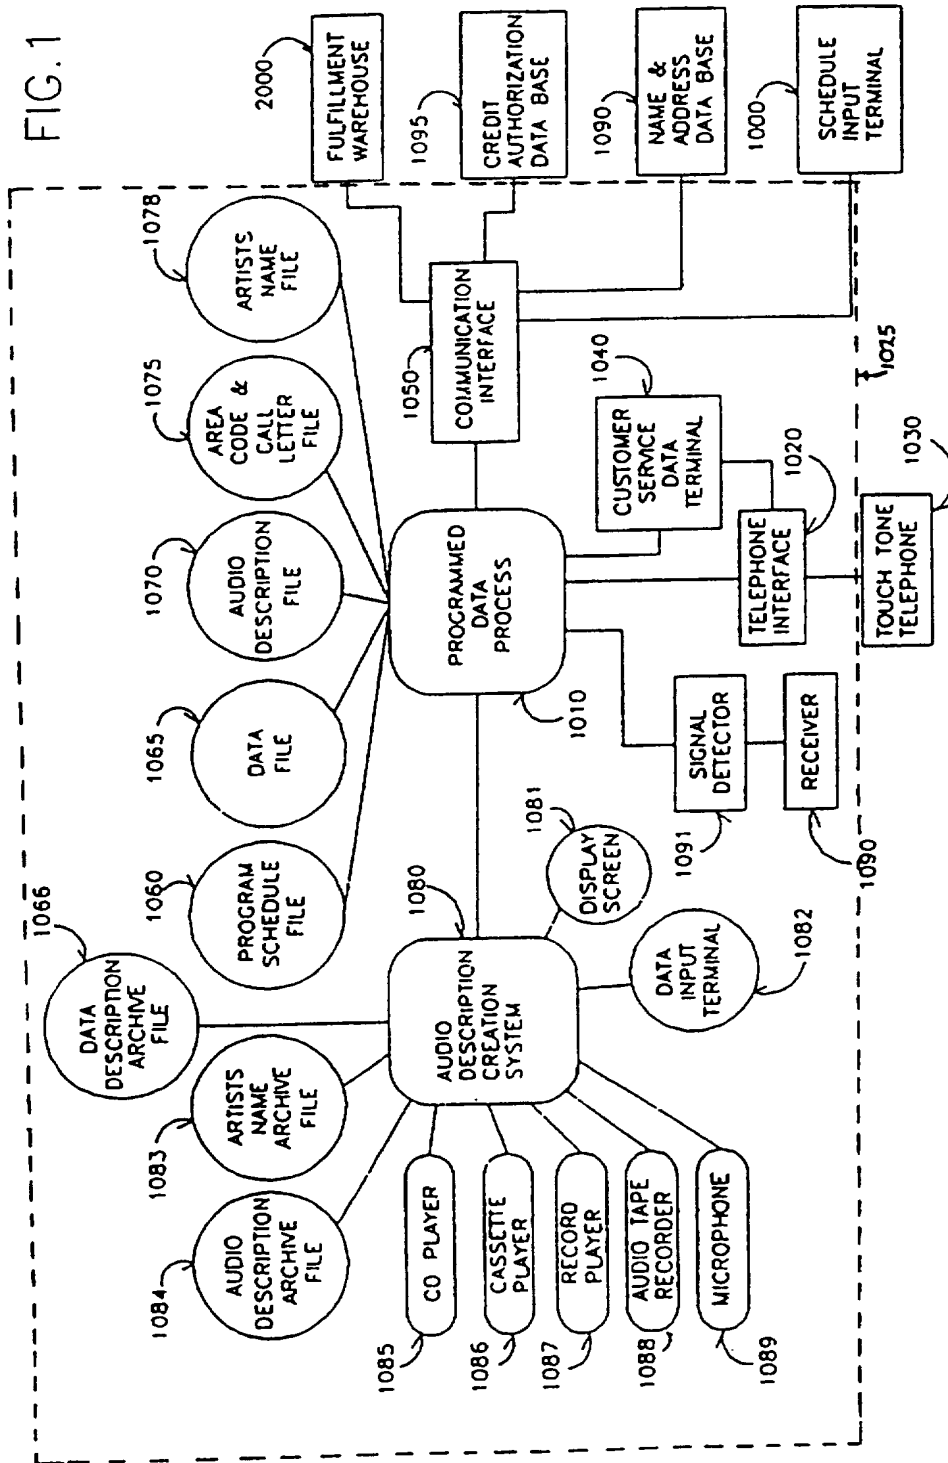 FIG. 1
1066
DATA
DESCRIPTION
ARCHIVE
FILE
1083
ARTISTS
NAME
ARCHIVE
FILE
1084
AUDIO
DESCRIPTION
ARCHIVE
FILE
1060
PROGRAM
SCHEDULE
FILE
1065
DATA
FILE
1070
AUDIO
DESCRIPTION
FILE
1075
AREA
CODE &
CALL
LETTER
FILE
1078
ARTISTS
NAME
FILE
2000
FULFILLMENT
WAREHOUSE
1095
CREDIT
AUTHORIZATION
DATA BASE
1090
NAME &
ADDRESS
DATA BASE
1000
SCHEDULE
INPUT
TERMINAL
1050
COMMUNICATION
INTERFACE
PROGRAMMED
DATA
PROCESS
1010
1080
AUDIO
DESCRIPTION
CREATION
SYSTEM
1085
CD PLAYER
1086
CASSETTE
PLAYER
1087
RECORD
PLAYER
1088
AUDIO TAPE
RECORDER
1089
MICROPHONE
1081
DISPLAY
SCREEN
DATA
INPUT
TERMINAL
1082
SIGNAL
DETECTOR
1091
RECEIVER
1090
1040
CUSTOMER
SERVICE
DATA
TERMINAL
1020
TELEPHONE
INTERFACE
1025
1030
TOUCH TONE
TELEPHONE